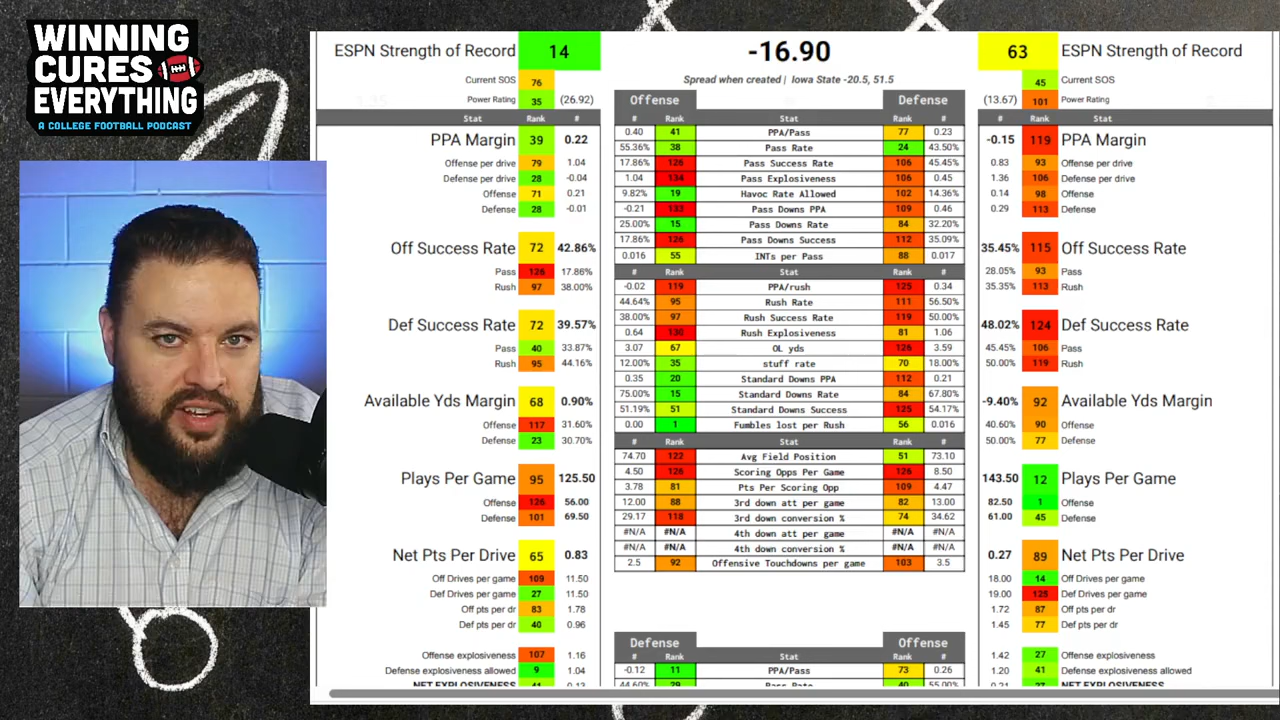 WINNING
CURES
EVERYTHING
A COLLEGE FOOTBALL PODCAST
ESPN Strength of Record 14 -16.90 63 ESPN Strength of Record
Current SOS 76 Spread when created | Iowa State -20.5, 51.5 45 Current SOS
Power Rating 35 (26.92) Offense Defense (13.67) 101 Power Rating
Stat Rank # # Rank Stat Rank # # Rank Stat
PPA Margin 39 0.22 0.40 41 PPA/Pass 77 0.23 -0.15 119 PPA Margin
55.36% 38 Pass Rate 24 43.50%
Offense per drive 79 1.04 17.86% 126 Pass Success Rate 106 45.45% 0.83 93 Offense per drive
Defense per drive 28 -0.04 1.04 134 Pass Explosiveness 106 0.45 1.36 106 Defense per drive
Offense 71 0.21 9.82% 19 Havoc Rate Allowed 102 14.36% 0.14 98 Offense
Defense 28 -0.01 -0.21 133 Pass Downs PPA 109 0.46 0.29 113 Defense
25.00% 15 Pass Downs Rate 84 32.20%
Off Success Rate 72 42.86% 17.86% 126 Pass Downs Success 112 35.09% 35.45% 115 Off Success Rate
0.016 55 INTs per Pass 88 0.017
Pass 126 17.86% # Rank Stat Rank # 28.05% 93 Pass
Rush 97 38.00% -0.02 119 PPA/rush 125 0.34 35.35% 113 Rush
44.64% 95 Rush Rate 111 56.50%
Def Success Rate 72 39.57% 38.00% 97 Rush Success Rate 119 50.00% 48.02% 124 Def Success Rate
0.64 130 Rush Explosiveness 81 1.06
Pass 40 33.87% 3.07 67 OL yds 126 3.59 45.45% 106 Pass
Rush 95 44.16% 12.00% 35 stuff rate 70 18.00% 50.00% 119 Rush
0.35 20 Standard Downs PPA 112 0.21
Available Yds Margin 68 0.90% 75.00% 15 Standard Downs Rate 84 67.80% -9.40% 92 Available Yds Margin
51.19% 51 Standard Downs Success 125 54.17%
Offense 117 31.60% 0.00 1 Fumbles lost per Rush 56 0.016 40.60% 90 Offense
Defense 23 30.70% # Rank Stat Rank # 50.00% 77 Defense
74.70 122 Avg Field Position 51 73.10
Plays Per Game 95 125.50 4.50 126 Scoring Opps Per Game 126 8.50 143.50 12 Plays Per Game
3.78 81 Pts Per Scoring Opp 109 4.47
Offense 126 56.00 12.00 88 3rd down att per game 82 13.00 82.50 1 Offense
Defense 101 69.50 29.17 118 3rd down conversion % 74 34.62 61.00 45 Defense
#N/A #N/A 4th down att per game #N/A #N/A
Net Pts Per Drive 65 0.83 #N/A #N/A 4th down conversion % #N/A #N/A 0.27 89 Net Pts Per Drive
2.5 92 Offensive Touchdowns per game 103 3.5
Off Drives per game 109 11.50 18.00 14 Off Drives per game
Def Drives per game 27 11.50 19.00 125 Def Drives per game
Off pts per dr 83 1.78 1.72 87 Off pts per dr
Def pts per dr 40 0.96 1.45 77 Def pts per dr
Defense Offense
Offense explosiveness 107 1.16 # Rank Stat Rank # 1.42 27 Offense explosiveness
Defense explosiveness allowed 9 1.04 -0.12 11 PPA/Pass 73 0.26 1.20 41 Defense explosiveness allowed
NET EXPLOSIVENESS 41 0.13 44.60% 29 Pass Rate 40 55.00% 0.21 27 NET EXPLOSIVENESS